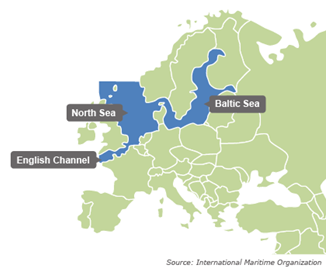 North Sea
Baltic Sea
English Channel
Source: International Maritime Organization